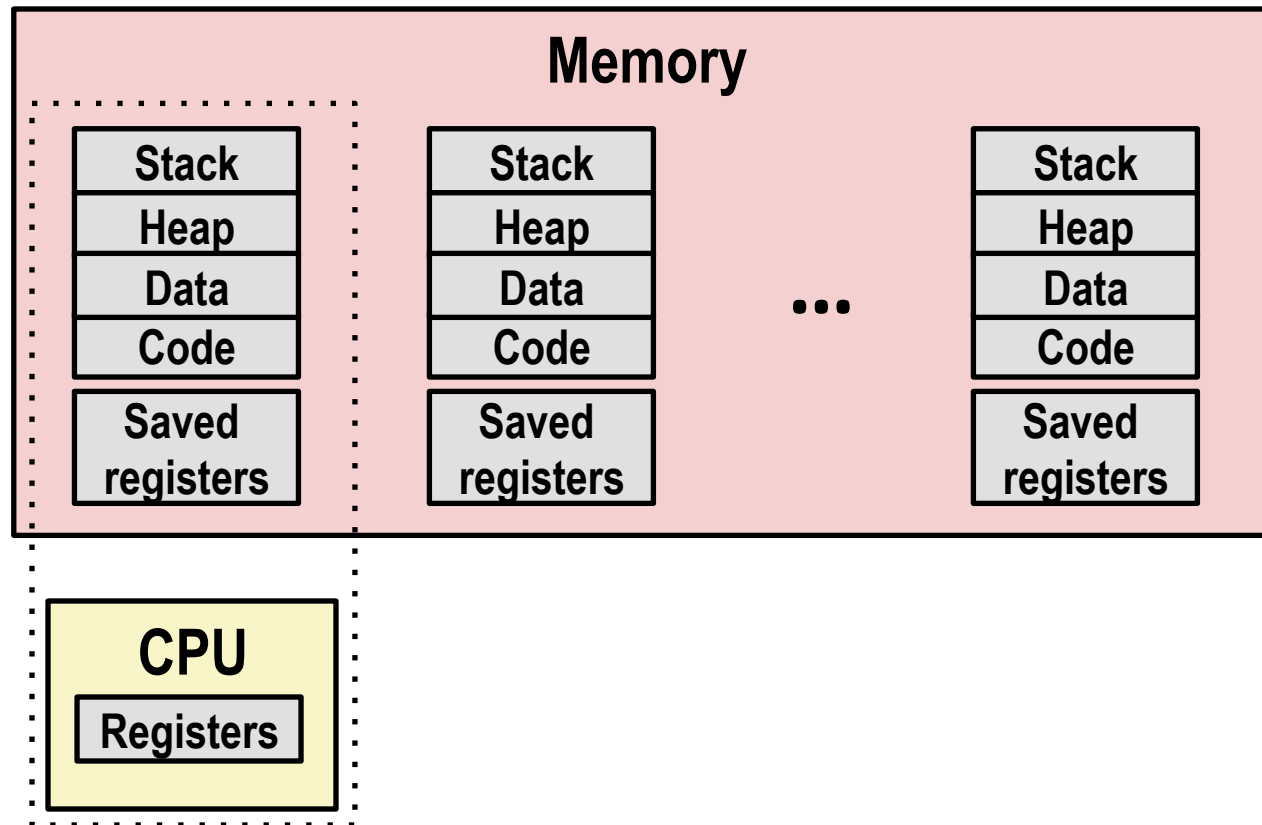 Memory
Stack
Heap
Data
Code
Saved
registers
Stack
Heap
Data
Code
Saved
registers
...
Stack
Heap
Data
Code
Saved
registers
CPU
Registers